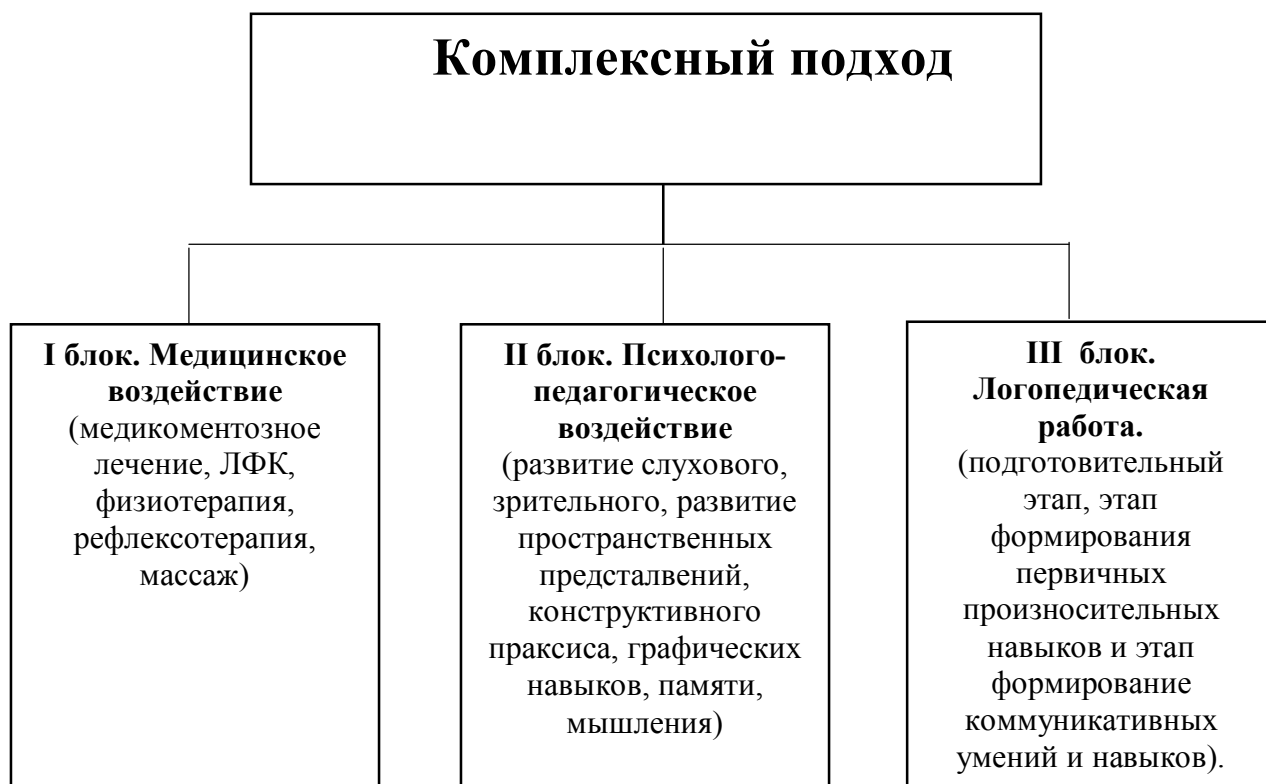 Комплексный подход
I блок. Медицинское
воздействие
(медикоментозное
лечение, ЛФК,
физиотерапия,
рефлексотерапия,
массаж)
II блок. Психолого-
педагогическое
воздействие
(развитие слухового,
зрительного, развитие
пространственных
предсталвений,
конструктивного
праксиса, графических
навыков, памяти,
мышления)
III блок.
Логопедическая
работа.
(подготовительный
этап, этап
формирования
первичных
произносительных
навыков и этап
формирование
коммуникативных
умений и навыков).